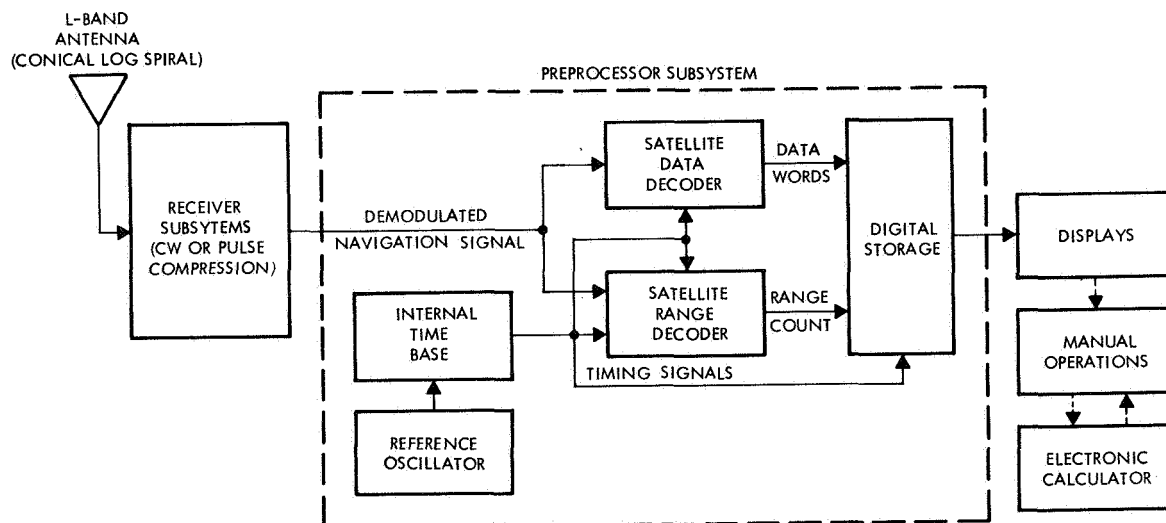 L-BAND
ANTENNA
(CONICAL LOG SPIRAL)
PREPROCESSOR SUBSYSTEM
RECEIVER
SUBSYTEMS
(CW OR PULSE
COMPRESSION)
DEMODULATED
NAVIGATION SIGNAL
SATELLITE
DATA
DECODER
DATA
WORDS
INTERNAL
TIME
BASE
SATELLITE
RANGE
DECODER
RANGE
COUNT
TIMING SIGNALS
REFERENCE
OSCILLATOR
DIGITAL
STORAGE
DISPLAYS
MANUAL
OPERATIONS
ELECTRONIC
CALCULATOR